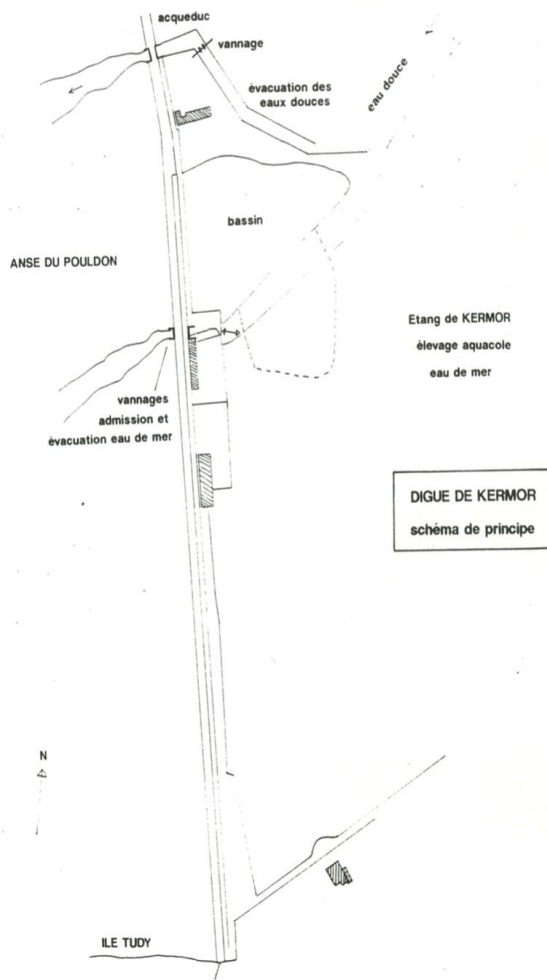 acqueduc
vannage
évacuation des
eaux douces
eau douce
bassin
ANSE DU POULDON
Etang de KERMOR
élevage aquacole
eau de mer
vannages
admission et
évacuation eau de mer
DIGUE DE KERMOR
schéma de principe
N
ILE TUDY